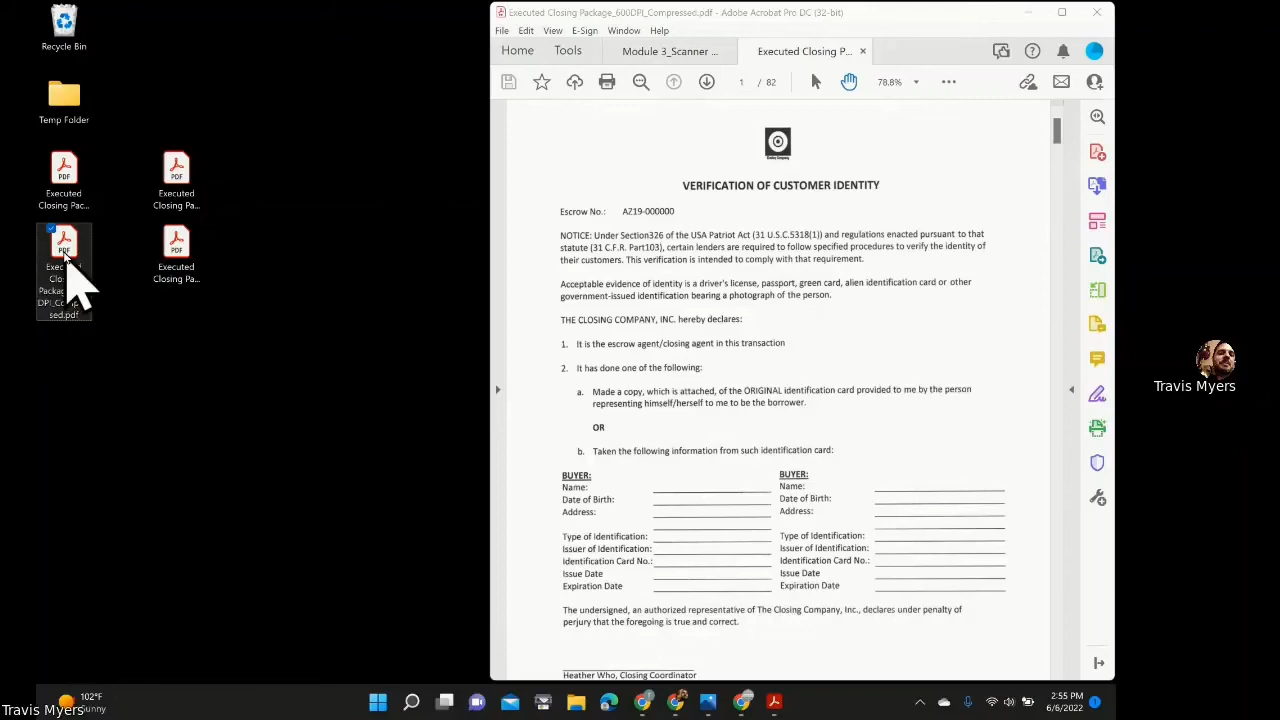 Recycle Bin
Temp Folder
Executed
Closing Pac...
Executed
Closing Pa...
sed.pdf
Executed
Closing Pa...
Executed Closing Package_600DPI_Compressed.pdf - Adobe Acrobat Pro DC (32-bit)
File Edit View E-Sign Window Help
Home Tools Module 3_Scanner ... Executed Closing P... ×
1 / 82 78.8%
Closing Company
VERIFICATION OF CUSTOMER IDENTITY
Escrow No.: AZ19-000000
NOTICE: Under Section326 of the USA Patriot Act (31 U.S.C.5318(1)) and regulations enacted pursuant to that
statute (31 C.F.R. Part103), certain lenders are required to follow specified procedures to verify the identity of
their customers. This verification is intended to comply with that requirement.
Acceptable evidence of identity is a driver's license, passport, green card, alien identification card or other
government-issued identification bearing a photograph of the person.
THE CLOSING COMPANY, INC. hereby declares:
1. It is the escrow agent/closing agent in this transaction
2. It has done one of the following:
a. Made a copy, which is attached, of the ORIGINAL identification card provided to me by the person
representing himself/herself to me to be the borrower.
OR
b. Taken the following information from such identification card:
BUYER: BUYER:
Name: Name:
Date of Birth: Date of Birth:
Address: Address:
Type of Identification: Type of Identification:
Issuer of Identification: Issuer of Identification:
Identification Card No.: Identification Card No.:
Issue Date Issue Date
Expiration Date Expiration Date
The undersigned, an authorized representative of The Closing Company, Inc., declares under penalty of
perjury that the foregoing is true and correct.
Heather Who, Closing Coordinator
Travis Myers
102°F
Sunny
Travis Myers
2:55 PM
6/6/2022